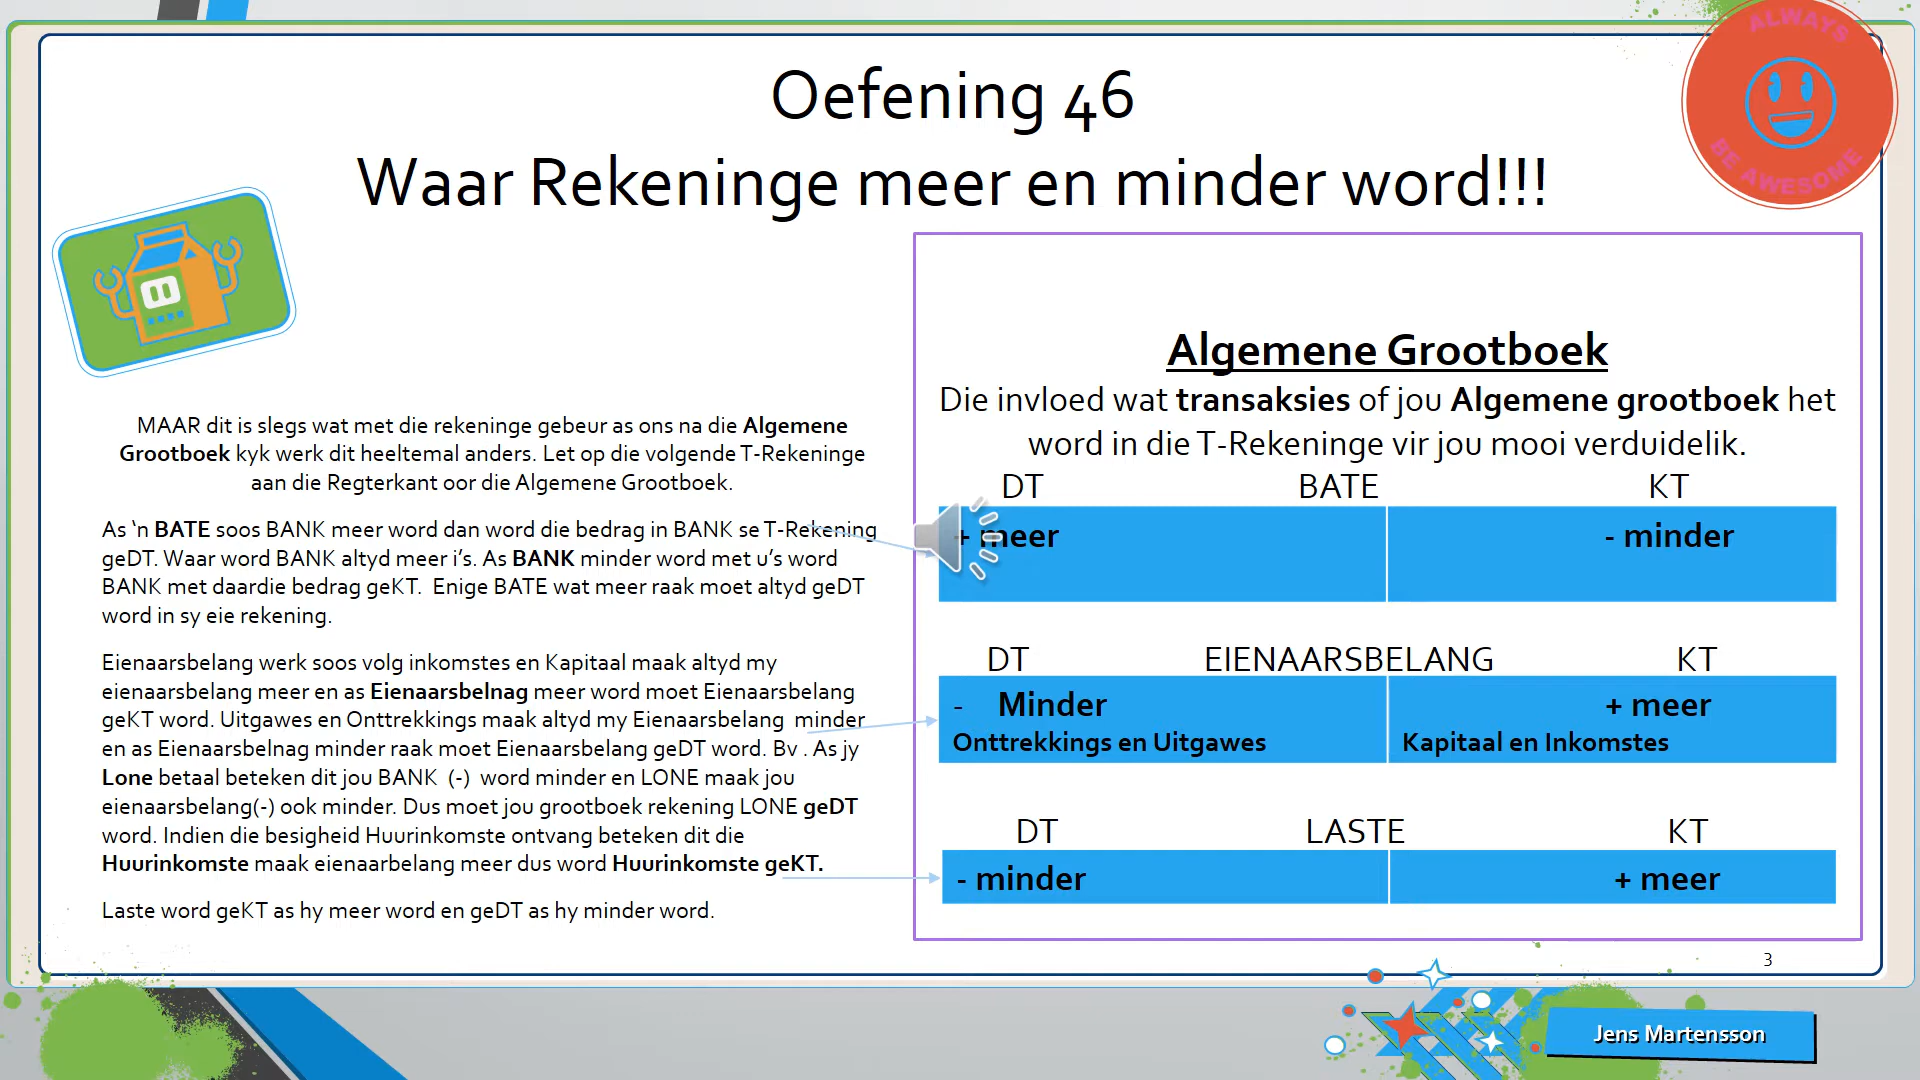 ALWAYS
BE AWESOME
Oefening 46
Waar Rekeninge meer en minder word!!!
MAAR dit is slegs wat met die rekeninge gebeur as ons na die Algemene
Grootboek kyk werk dit heeltemal anders. Let op die volgende T-Rekeninge
aan die Regterkant oor die Algemene Grootboek.
As ‘n BATE soos BANK meer word dan word die bedrag in BANK se T-Rekening
geDT. Waar word BANK altyd meer i’s. As BANK minder word met u’s word
BANK met daardie bedrag geKT. Enige BATE wat meer raak moet altyd geDT
word in sy eie rekening.
Eienaarsbelang werk soos volg inkomstes en Kapitaal maak altyd my
eienaarsbelang meer en as Eienaarsbelnag meer word moet Eienaarsbelang
geKT word. Uitgawes en Onttrekkings maak altyd my Eienaarsbelang minder
en as Eienaarsbelnag minder raak moet Eienaarsbelang geDT word. Bv . As jy
Lone betaal beteken dit jou BANK (-) word minder en LONE maak jou
eienaarsbelang(-) ook minder. Dus moet jou grootboek rekening LONE geDT
word. Indien die besigheid Huurinkomste ontvang beteken dit die
Huurinkomste maak eienaarbelang meer dus word Huurinkomste geKT.
Laste word geKT as hy meer word en geDT as hy minder word.
Algemene Grootboek
Die invloed wat transaksies of jou Algemene grootboek het
word in die T-Rekeninge vir jou mooi verduidelik.
DT BATE KT
+ meer - minder
DT EIENAARSBELANG KT
- Minder + meer
Onttrekkings en Uitgawes Kapitaal en Inkomstes
DT LASTE KT
- minder + meer
3
Jens Martensson